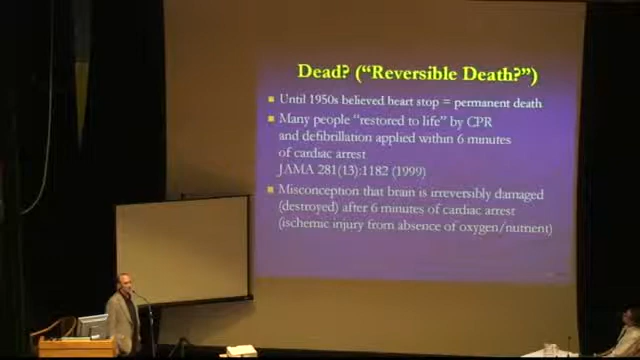 Dead? ("Reversible Death?")
Until 1950s believed heart stop = permanent death
Many people "restored to life" by CPR
and defibrillation applied within 6 minutes
of cardiac arrest
JAMA 281(13):1182 (1999)
Misconception that brain is irreversibly damaged
(destroyed) after 6 minutes of cardiac arrest
(ischemic injury from absence of oxygen/nutrient)